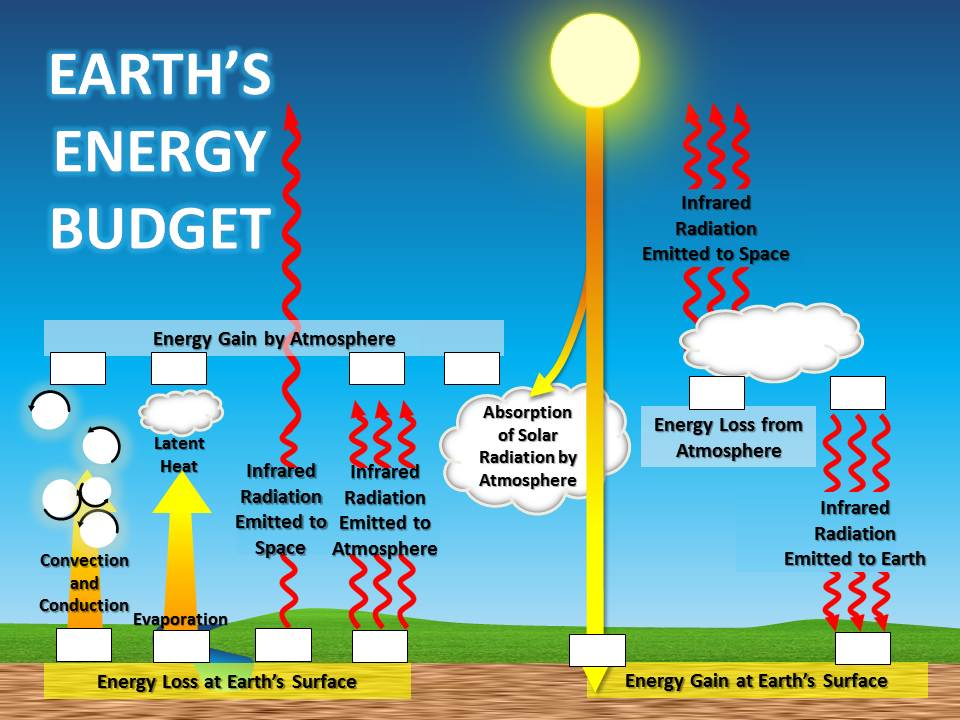 EARTH'S
ENERGY
BUDGET
Infrared
Radiation
Emitted to Space
Energy Gain by Atmosphere
Latent
Heat
Convection
and
Conduction
Evaporation
Infrared
Radiation
Emitted to
Space
Infrared
Radiation
Emitted to
Atmosphere
Absorption
of Solar
Radiation by
Atmosphere
Energy Loss from
Atmosphere
Infrared
Radiation
Emitted to Earth
Energy Loss at Earth's Surface
Energy Gain at Earth's Surface